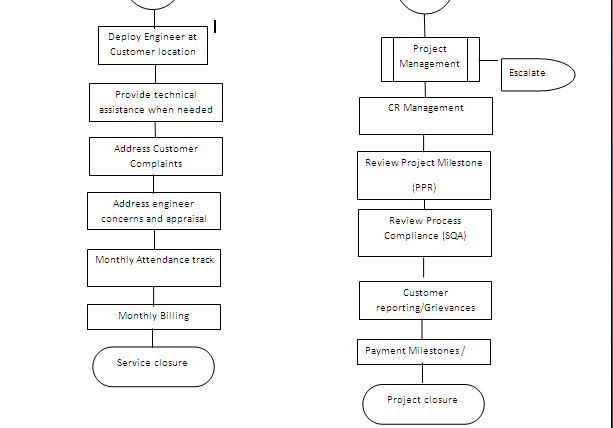 Deploy Engineer at
Customer location
Provide technical
assistance when needed
Address Customer
Complaints
Address engineer
concerns and appraisal
Monthly Attendance track
Monthly Billing
Service closure
Project
Management
Escalate
CR Management
Review Project Milestone
(PPR)
Review Process
Compliance (SQA)
Customer
reporting/Grievances
Payment Milestones /
Project closure